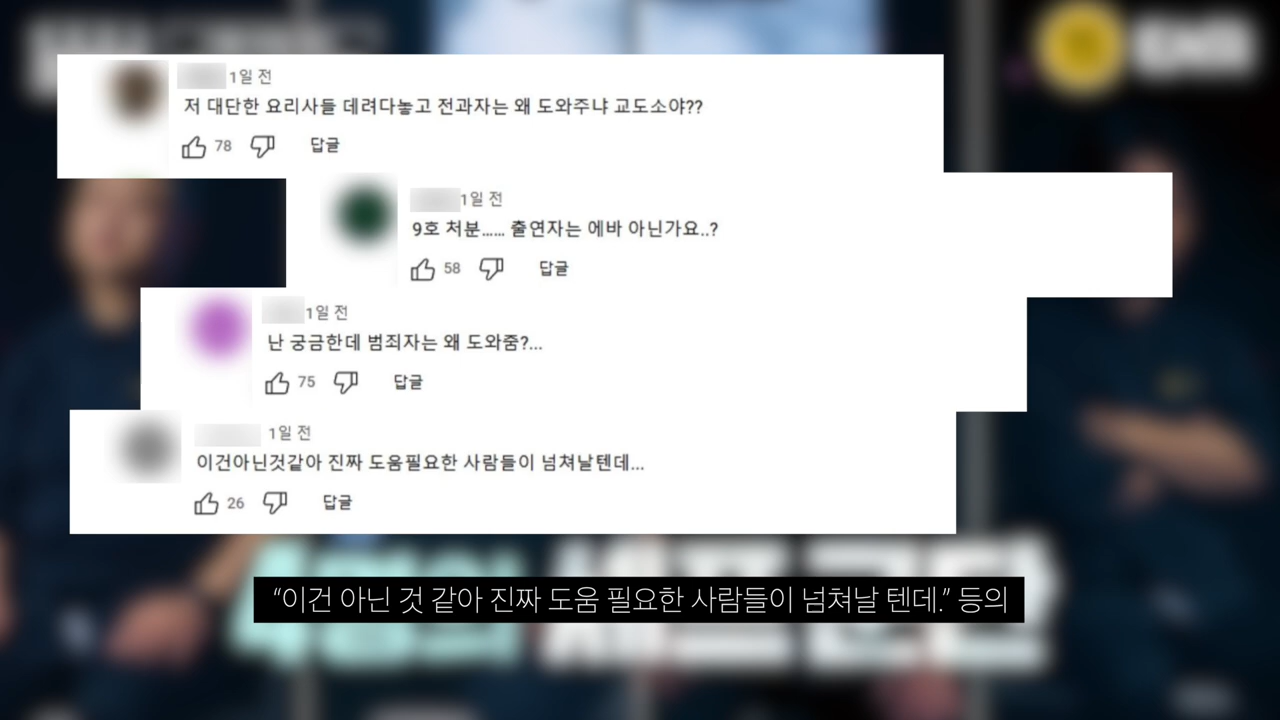 1일 전
저 대단한 요리사들 데려다놓고 전과자는 왜 도와주냐 교도소야??
78 답글
1일 전
9호 처분...... 출연자는 에바 아닌가요..?
58 답글
1일 전
난 궁금한데 범죄자는 왜 도와줌?...
75 답글
1일 전
이건아닌것같아 진짜 도움필요한 사람들이 넘쳐날텐데...
26 답글
“이건 아닌 것 같아 진짜 도움 필요한 사람들이 넘쳐날 텐데.” 등의